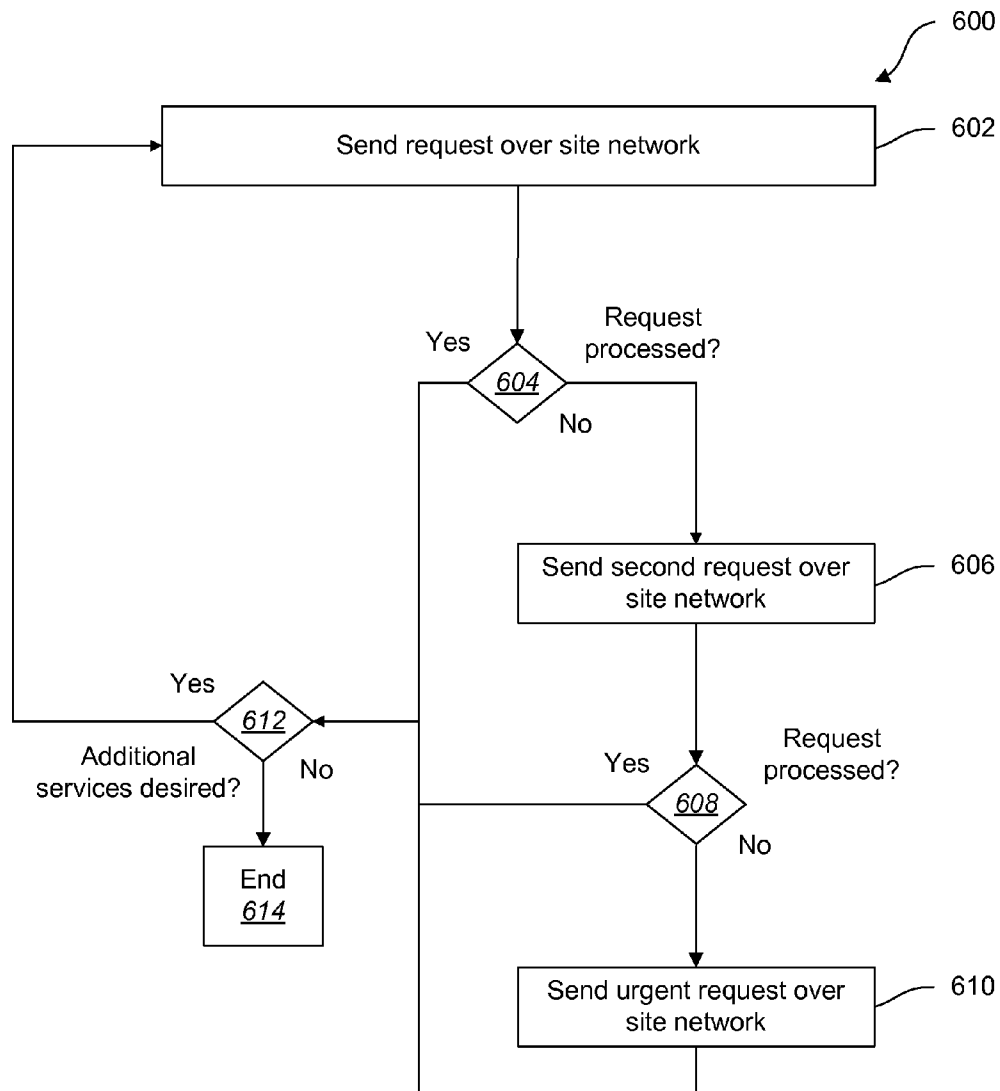 600
602
Send request over site network
Yes
Request
processed?
604
No
Send second request over
site network
606
Yes
612
Additional
services desired?
No
Request
processed?
Yes
608
No
End
614
Send urgent request over
site network
610